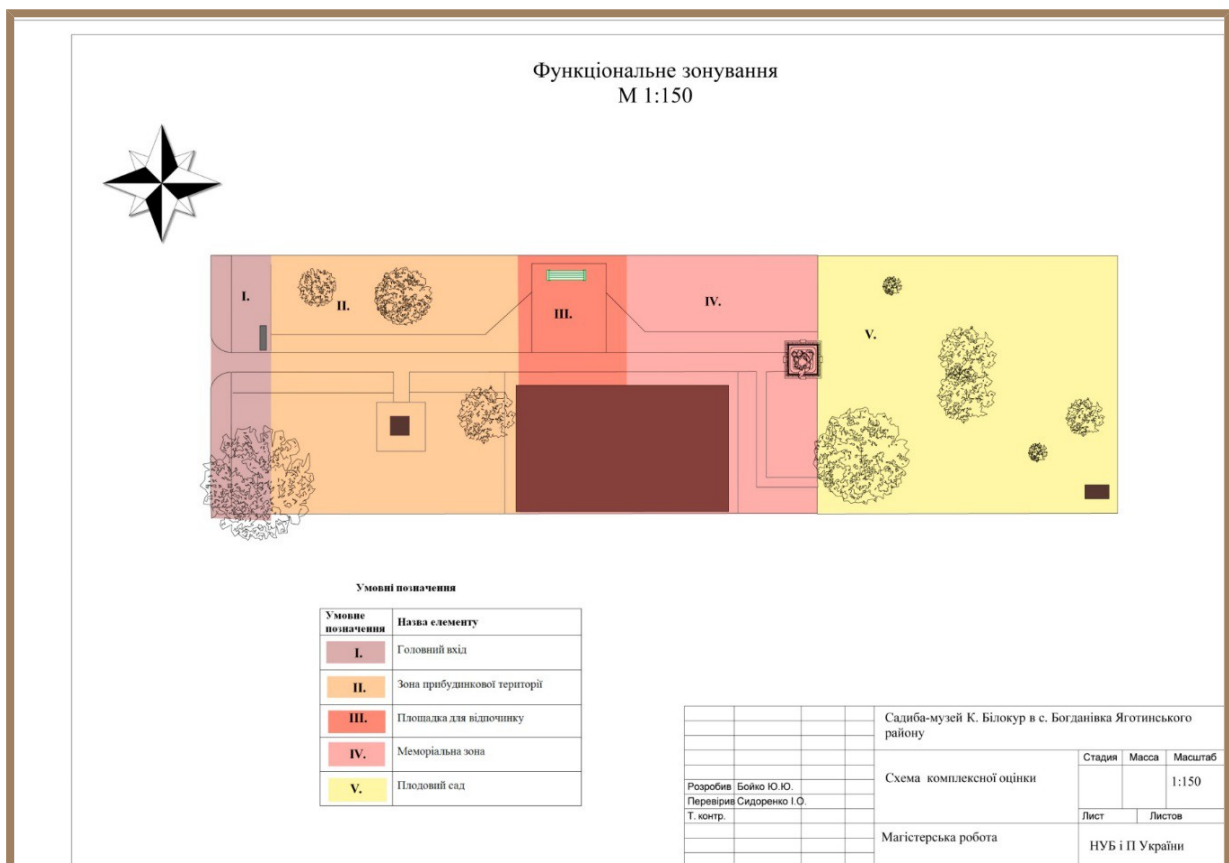 Функціональне зонування
М 1:150
I.
II.
III.
IV.
V.
Умовні позначення
Умовне позначення
Назва елементу
I.
Головний вхід
II.
Зона прибудинкової території
III.
Площадка для відпочинку
IV.
Меморіальна зона
V.
Плодовий сад
Садиба-музей К. Білокур в с. Богданівка Яготинського
району
Схема комплексної оцінки
Стадия Масса Масштаб
1:150
Розробив Бойко Ю.Ю.
Перевірив Сидоренко І.О.
Т. контр.
Лист Листов
Магістерська робота
НУБ і П України